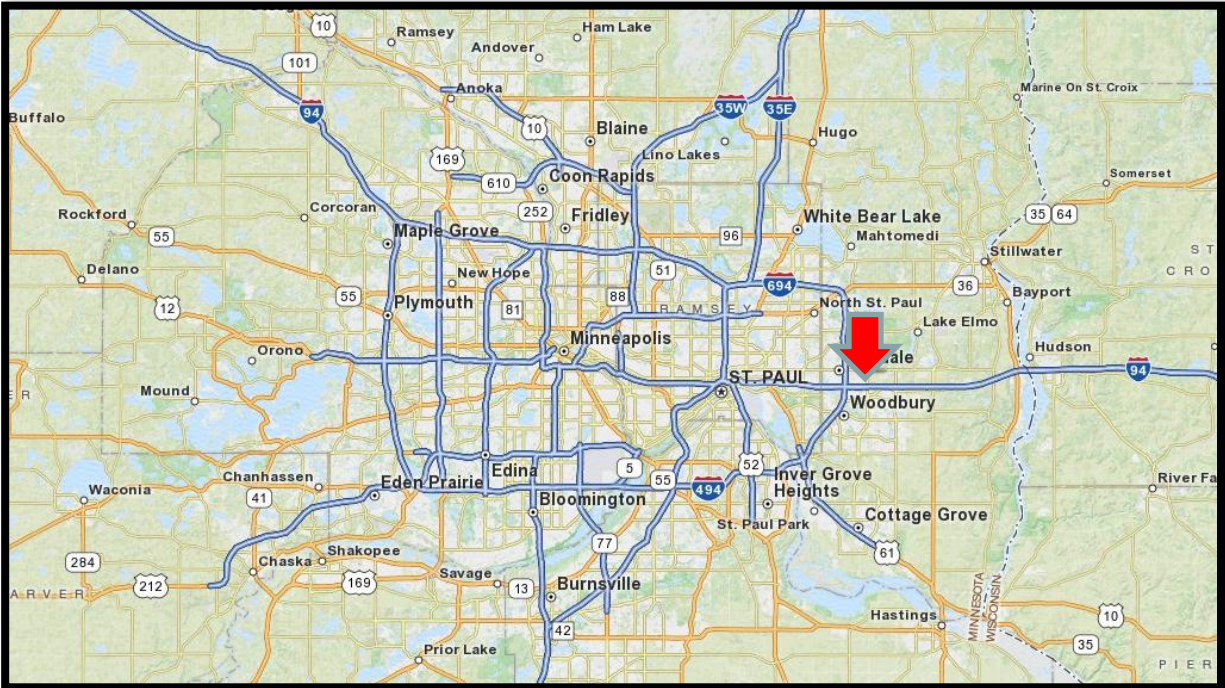 10
Ramsey
Ham Lake
Andover
101
Anoka
Marine On St. Croix
94
35W
35E
Buffalo
10
Blaine
Hugo
169
Lino Lakes
610
Coon Rapids
Somerset
Corcoran
252
Fridley
White Bear Lake
35
64
Rockford
55
Maple Grove
96
Mahtomedi
Stillwater
ST
CRO
Delano
New Hope
51
694
36
55
Plymouth
88
North St. Paul
Bayport
12
81
RAMSEY
Lake Elmo
Minneapolis
Hudson
Orono
dale
94
Mound
ST. PAUL
ER
Woodbury
5
52
Chanhassen
Edina
55
Inver Grove
Heights
Waconia
41
Eden Prairie
494
River Fa
Bloomington
St. Paul Park
Cottage Grove
77
61
284
Chaska
Shakopee
212
169
Savage
13
Burnsville
ARVER
Hastings
MINNESOTA
WISCONSIN
10
42
35
Prior Lake
PIER